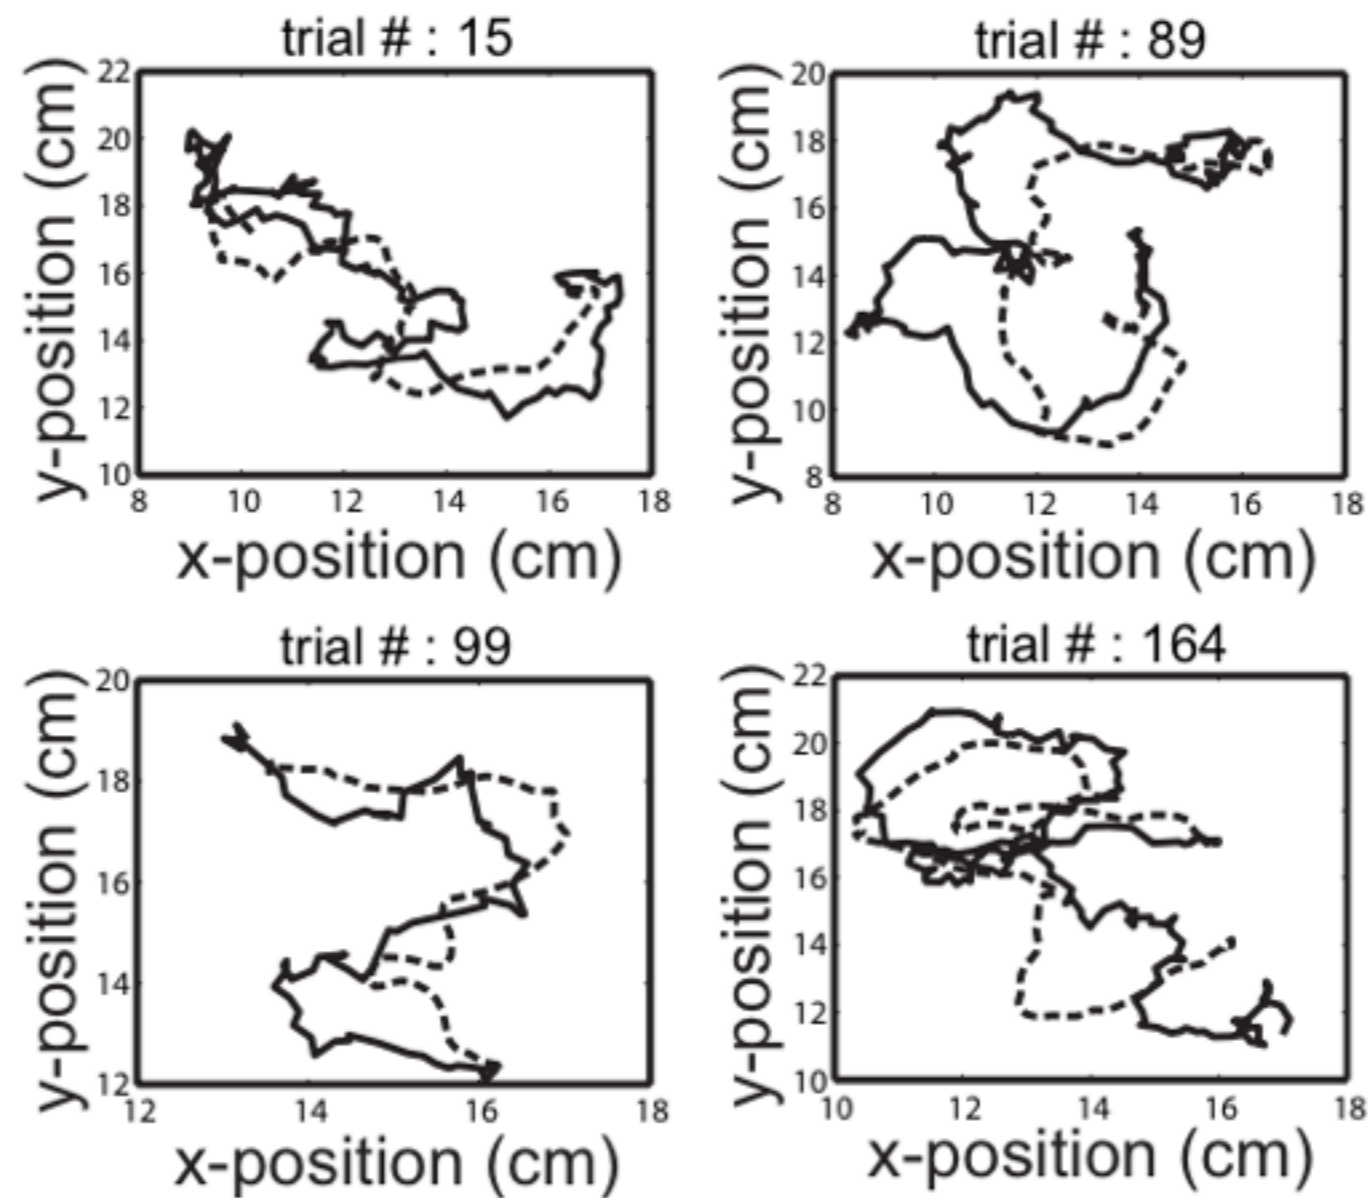 trial # : 15
y-position (cm)
22
20
18
16
14
12
10
8 10 12 14 16 18
x-position (cm)
trial # : 89
y-position (cm)
20
18
16
14
12
10
8
8 10 12 14 16 18
x-position (cm)
trial # : 99
y-position (cm)
20
18
16
14
12
12 14 16 18
x-position (cm)
trial # : 164
y-position (cm)
22
20
18
16
14
12
10
10 12 14 16 18
x-position (cm)